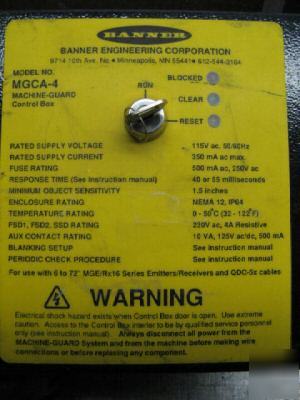 BANNER
BANNER ENGINEERING CORPORATION
9714 10th Ave. No • Minneapolis, MN 55441 • 612-544-3164
MODEL NO.
MGCA-4
MACHINE-GUARD
Control Box
RUN
BLOCKED
CLEAR
RESET
RATED SUPPLY VOLTAGE 115V ac, 50/60Hz
RATED SUPPLY CURRENT 350 mA ac max.
FUSE RATING 500 mA ac, 250V ac
RESPONSE TIME (See instruction manual) 40 or 55 milliseconds
MINIMUM OBJECT SENSITIVITY 1.5 inches
ENCLOSURE RATING NEMA 12, IP64
TEMPERATURE RATING 0 - 50°C (32 - 122°F)
FSD1, FSD2, SSD RATING 220V ac, 4A Resistive
AUX CONTACT RATING 10 VA, 125V ac/dc, 500 mA
BLANKING SETUP See instruction manual
PERIODIC CHECK PROCEDURE See instruction manual
For use with 6 to 72" MGE/Rx16 Series Emitters/Receivers and QDC-5x cables
WARNING
Electrical shock hazard exists when Control Box door is open. Use extreme
caution. Access to the Control Box interior to be by qualified service personnel
only (see instruction manual). Always disconnect all power from the
MACHINE-GUARD System and from the machine before making wire
connections or before replacing any component.